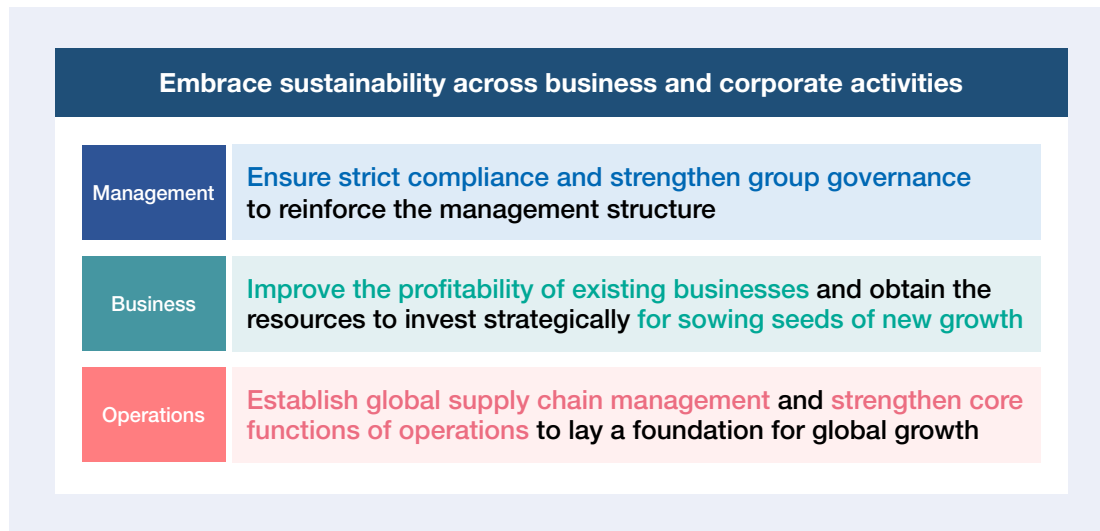 Embrace sustainability across business and corporate activities
Management
Ensure strict compliance and strengthen group governance
to reinforce the management structure
Business
Improve the profitability of existing businesses and obtain the
resources to invest strategically for sowing seeds of new growth
Operations
Establish global supply chain management and strengthen core
functions of operations to lay a foundation for global growth